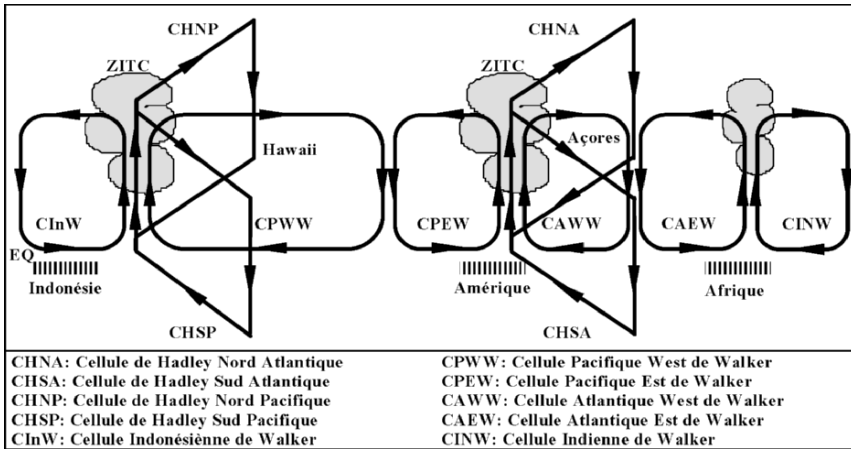 CHNP
CHNA
ZITC
ZITC
Hawaii
Açores
CInW
CPWW
CPEW
CAWW
CAEW
CINW
EQ
Indonésie
Amérique
Afrique
CHSP
CHSA
CHNA: Cellule de Hadley Nord Atlantique
CHSA: Cellule de Hadley Sud Atlantique
CHNP: Cellule de Hadley Nord Pacifique
CHSP: Cellule de Hadley Sud Pacifique
CInW: Cellule Indonésiènne de Walker
CPWW: Cellule Pacifique West de Walker
CPEW: Cellule Pacifique Est de Walker
CAWW: Cellule Atlantique West de Walker
CAEW: Cellule Atlantique Est de Walker
CINW: Cellule Indienne de Walker